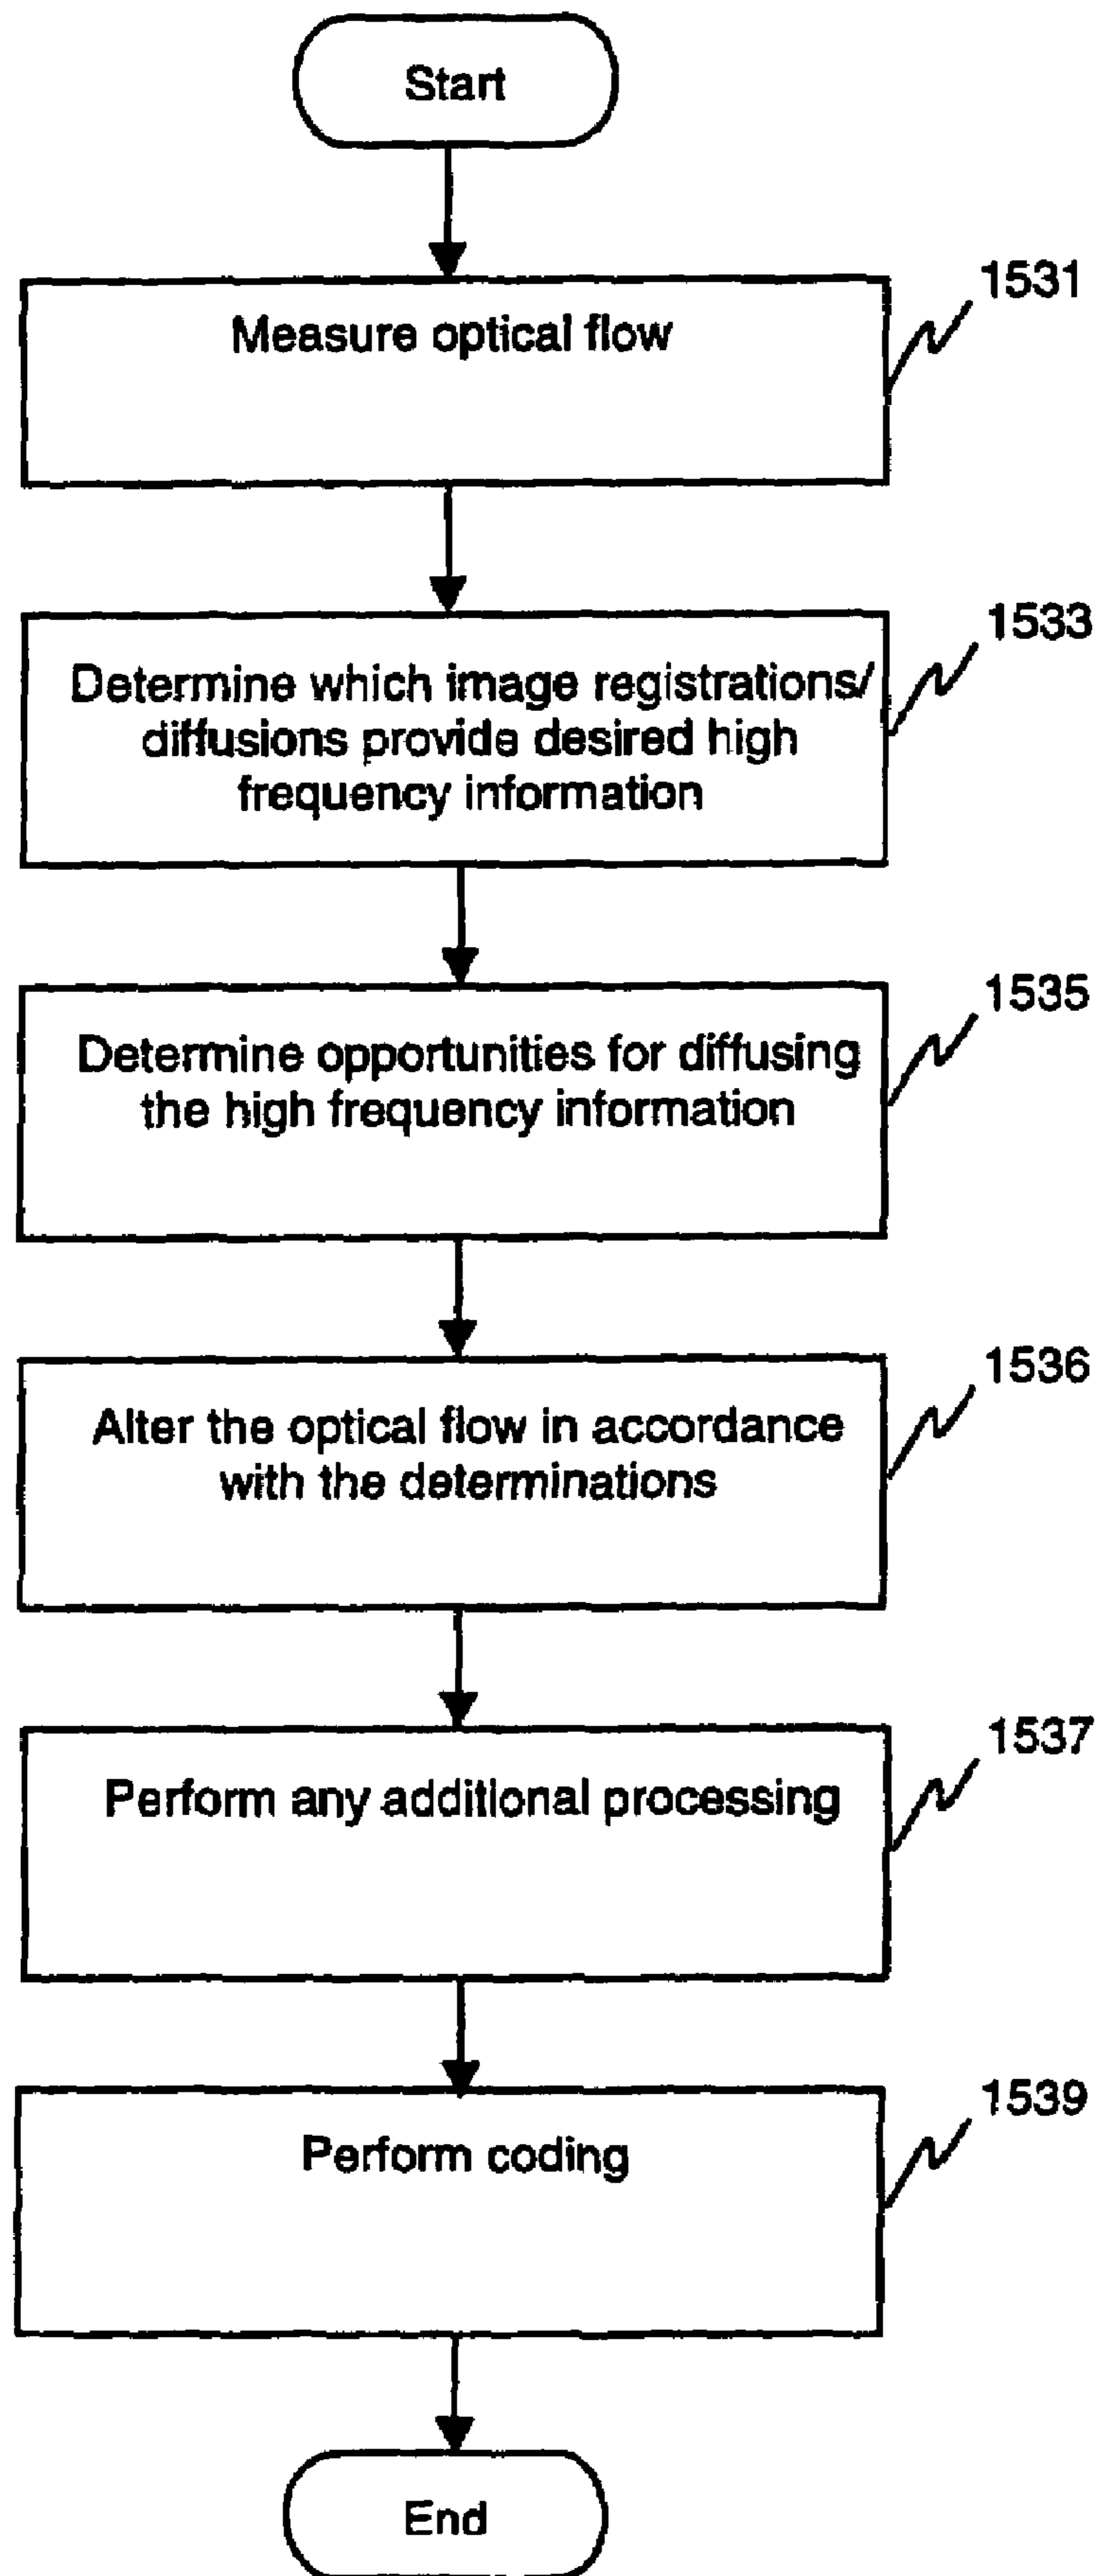 Start
1531
Measure optical flow
1533
Determine which image registrations/
diffusions provide desired high
frequency information
1535
Determine opportunities for diffusing
the high frequency information
1536
Alter the optical flow in accordance
with the determinations
1537
Perform any additional processing
1539
Perform coding
End